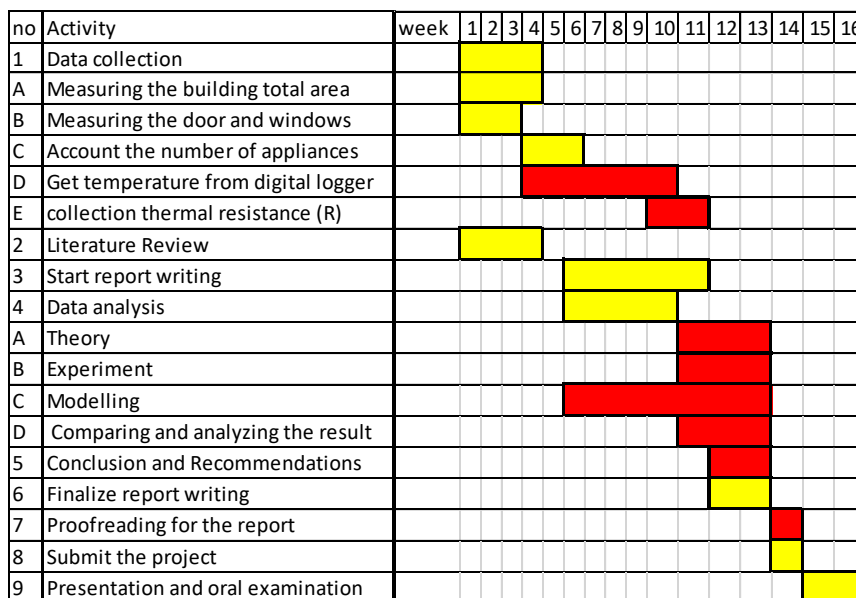 no Activity week 1 2 3 4 5 6 7 8 9 10 11 12 13 14 15 16
1 Data collection
A Measuring the building total area
B Measuring the door and windows
C Account the number of appliances
D Get temperature from digital logger
E collection thermal resistance (R)
2 Literature Review
3 Start report writing
4 Data analysis
A Theory
B Experiment
C Modelling
D Comparing and analyzing the result
5 Conclusion and Recommendations
6 Finalize report writing
7 Proofreading for the report
8 Submit the project
9 Presentation and oral examination